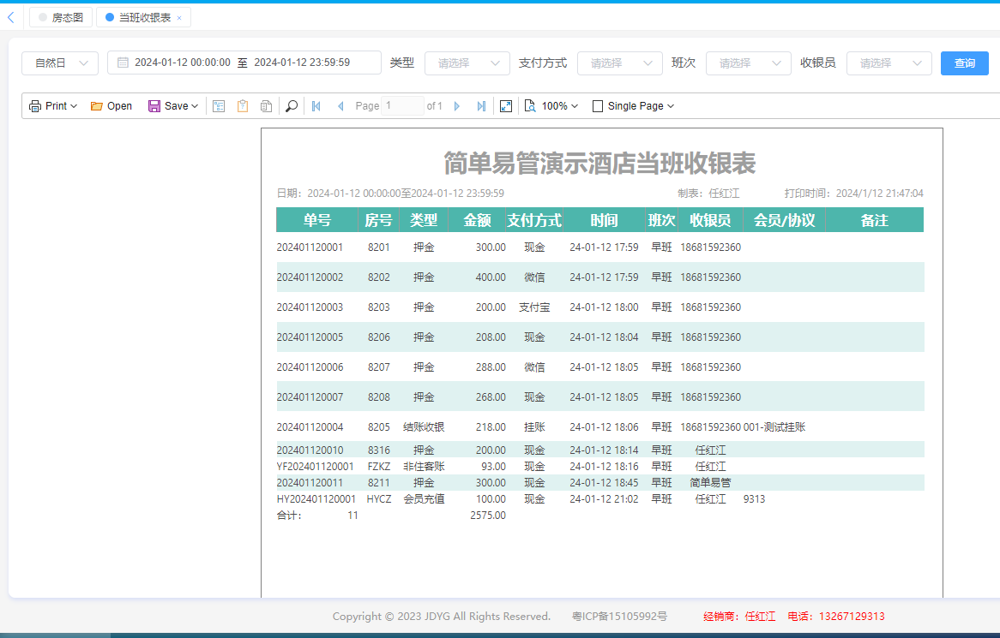 房态图 当班收银表 ×
自然日 2024-01-12 00:00:00 至 2024-01-12 23:59:59 类型 请选择 支付方式 请选择 班次 请选择 收银员 请选择 查询
Print Open Save Page 1 of 1 100% Single Page
简单易管演示酒店当班收银表
日期：2024-01-12 00:00:00至2024-01-12 23:59:59 制表：任红江 打印时间：2024/1/12 21:47:04
单号 房号 类型 金额 支付方式 时间 班次 收银员 会员/协议 备注
202401120001 8201 押金 300.00 现金 24-01-12 17:59 早班 18681592360
202401120002 8202 押金 400.00 微信 24-01-12 17:59 早班 18681592360
202401120003 8203 押金 200.00 支付宝 24-01-12 18:00 早班 18681592360
202401120005 8206 押金 208.00 现金 24-01-12 18:04 早班 18681592360
202401120006 8207 押金 288.00 微信 24-01-12 18:05 早班 18681592360
202401120007 8208 押金 268.00 现金 24-01-12 18:05 早班 18681592360
202401120004 8205 结账收银 218.00 挂账 24-01-12 18:06 早班 18681592360 001-测试挂账
202401120010 8316 押金 200.00 现金 24-01-12 18:14 早班 任红江
YF202401120001 FZKZ 非住客账 93.00 现金 24-01-12 18:16 早班 任红江
202401120011 8211 押金 300.00 现金 24-01-12 18:45 早班 简单易管
HY202401120001 HYCZ 会员充值 100.00 现金 24-01-12 21:02 早班 任红江 9313
合计： 11 2575.00
Copyright © 2023 JDYG All Rights Reserved. 粤ICP备15105992号 经销商：任红江 电话：13267129313